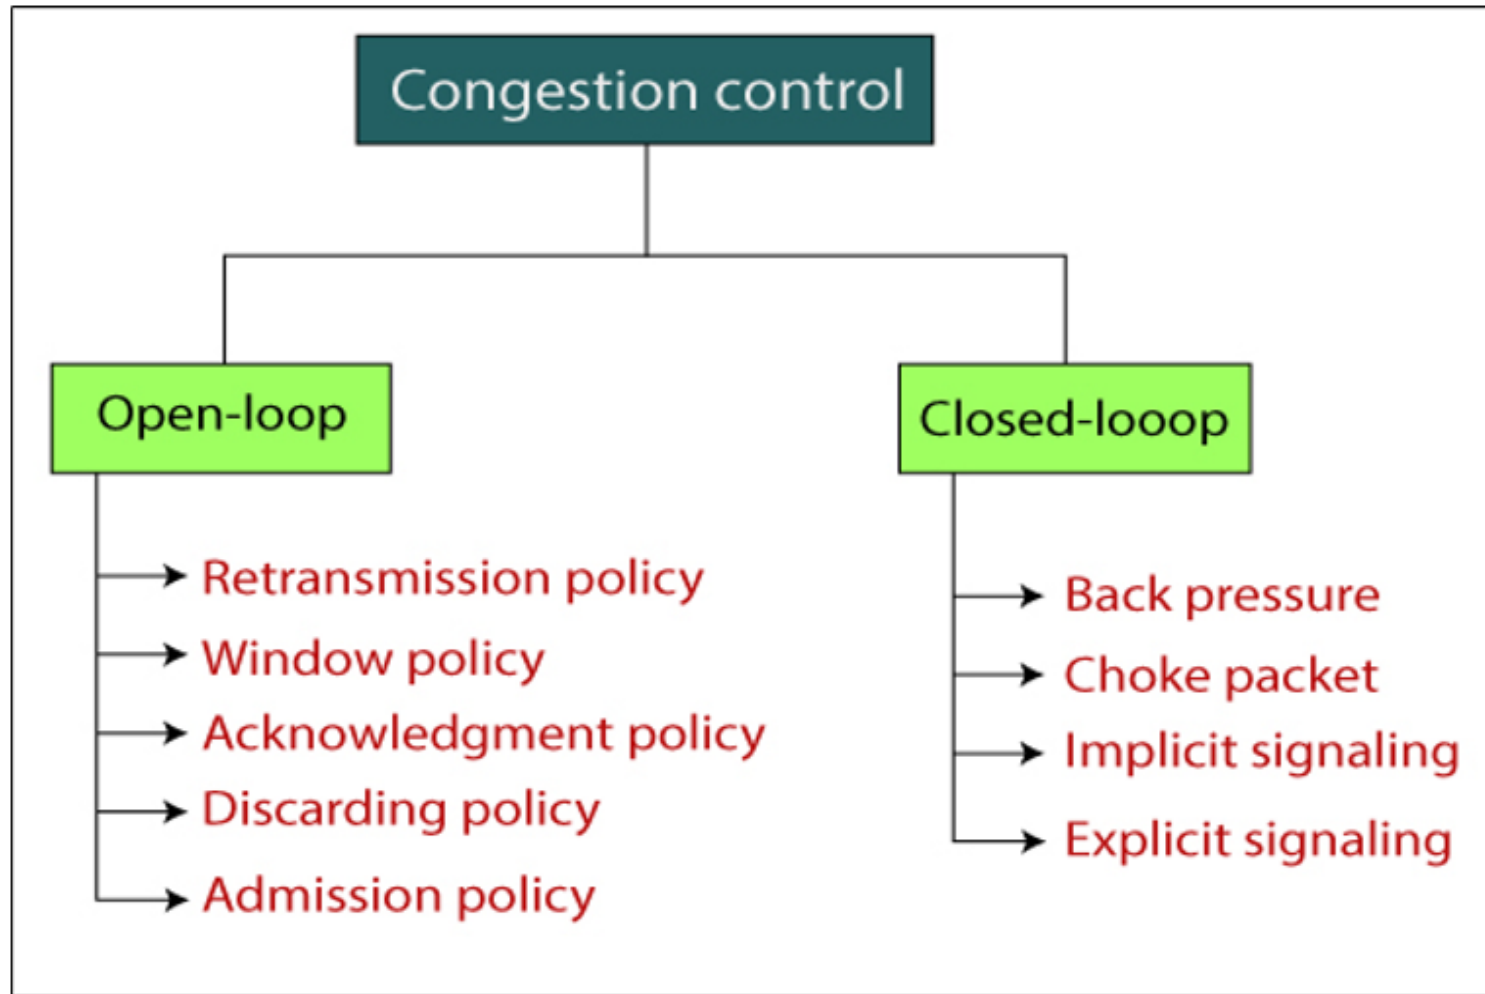 Congestion control
Open-loop
Retransmission policy
Window policy
Acknowledgment policy
Discarding policy
Admission policy
Closed-looop
Back pressure
Choke packet
Implicit signaling
Explicit signaling